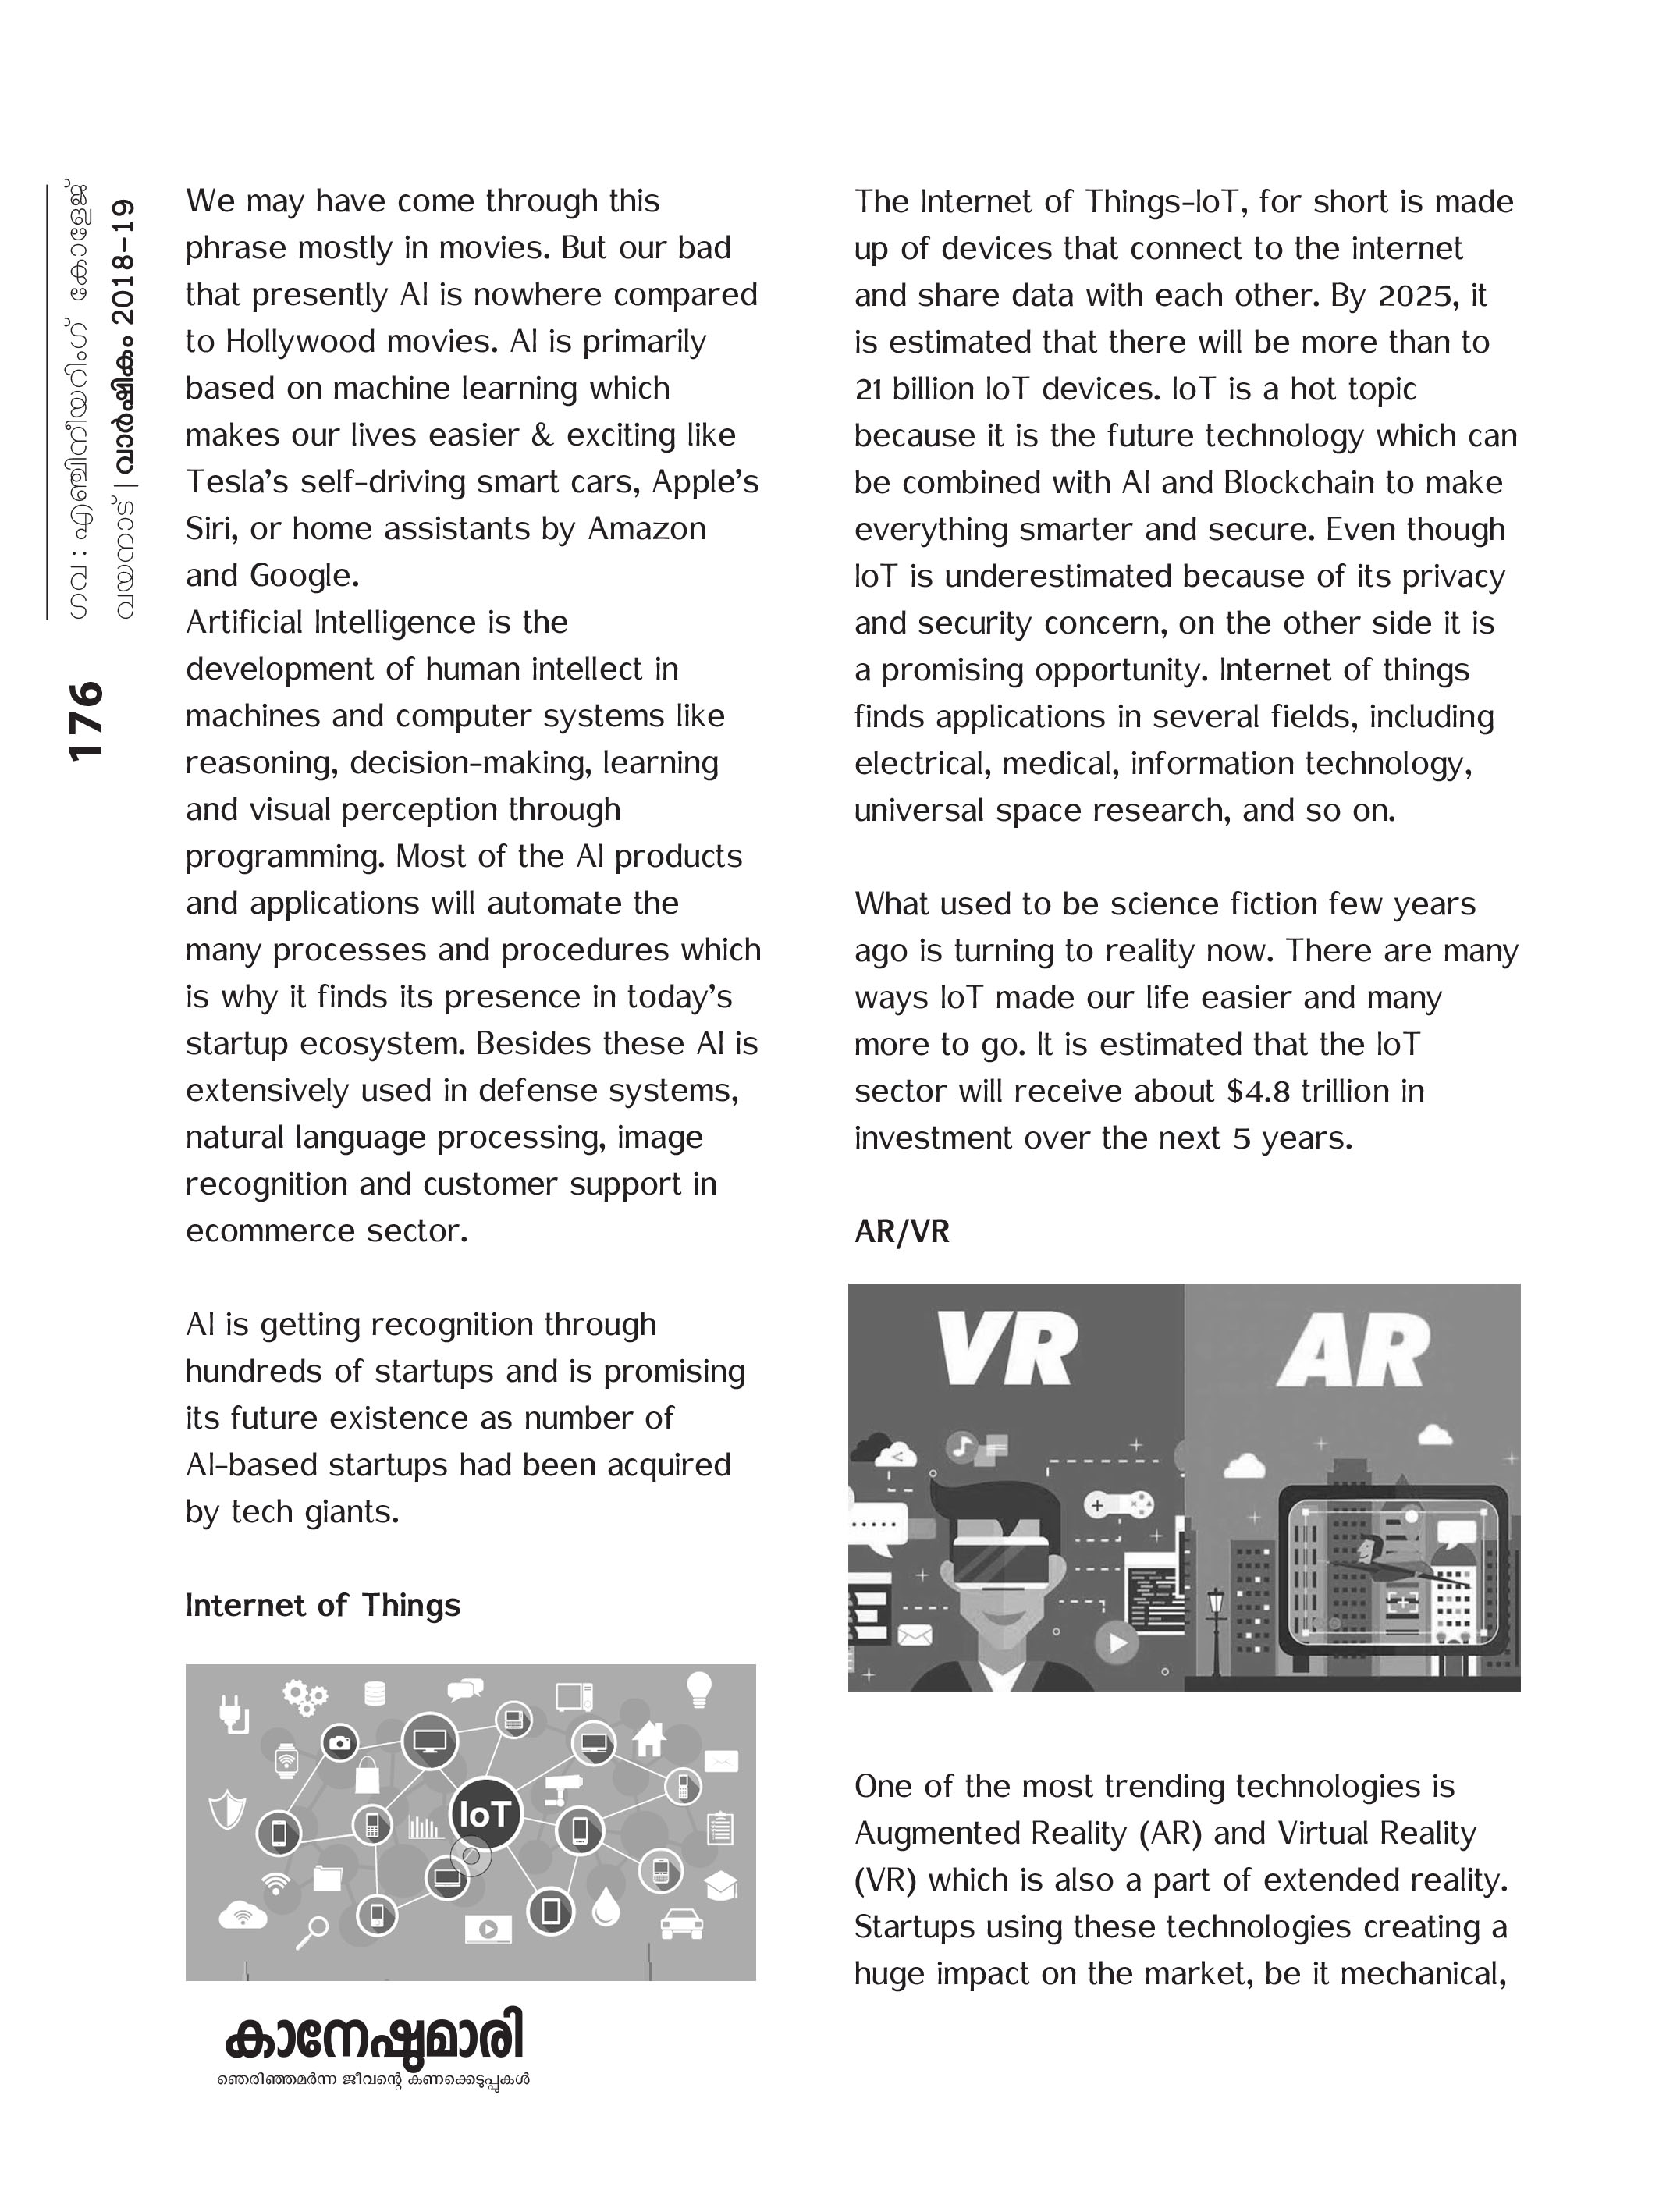 ഗവ : എഞ്ചിനീയറിംഗ് കോളേജ്
വയനാട് | വാർഷികം 2018-19
176
We may have come through this
phrase mostly in movies. But our bad
that presently AI is nowhere compared
to Hollywood movies. AI is primarily
based on machine learning which
makes our lives easier & exciting like
Tesla's self-driving smart cars, Apple's
Siri, or home assistants by Amazon
and Google.
Artificial Intelligence is the
development of human intellect in
machines and computer systems like
reasoning, decision-making, learning
and visual perception through
programming. Most of the AI products
and applications will automate the
many processes and procedures which
is why it finds its presence in today's
startup ecosystem. Besides these AI is
extensively used in defense systems,
natural language processing, image
recognition and customer support in
ecommerce sector.
AI is getting recognition through
hundreds of startups and is promising
its future existence as number of
AI-based startups had been acquired
by tech giants.
Internet of Things
IoT
The Internet of Things-IoT, for short is made
up of devices that connect to the internet
and share data with each other. By 2025, it
is estimated that there will be more than to
21 billion IoT devices. IoT is a hot topic
because it is the future technology which can
be combined with AI and Blockchain to make
everything smarter and secure. Even though
IoT is underestimated because of its privacy
and security concern, on the other side it is
a promising opportunity. Internet of things
finds applications in several fields, including
electrical, medical, information technology,
universal space research, and so on.
What used to be science fiction few years
ago is turning to reality now. There are many
ways IoT made our life easier and many
more to go. It is estimated that the IoT
sector will receive about $4.8 trillion in
investment over the next 5 years.
AR/VR
VR AR
One of the most trending technologies is
Augmented Reality (AR) and Virtual Reality
(VR) which is also a part of extended reality.
Startups using these technologies creating a
huge impact on the market, be it mechanical,
കാനേഷുമാരി
ഞെരിഞ്ഞമർന്ന ജീവന്റെ കണക്കെടുപ്പുകൾ